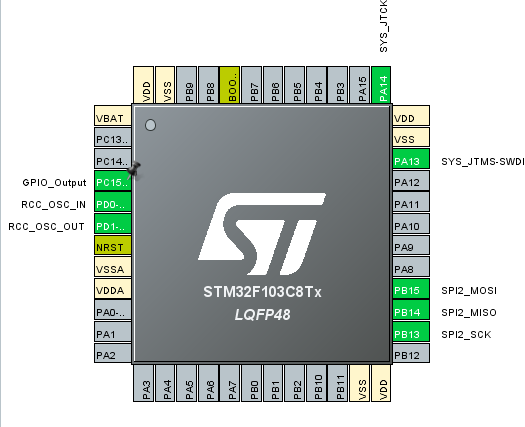 SYS_JTCK
VDD
VSS
PB9
PB8
BOO..
PB7
PB6
PB5
PB4
PB3
PA15
PA14
VBAT
PC13..
PC14..
GPIO_Output PC15..
RCC_OSC_IN PD0-..
RCC_OSC_OUT PD1-..
NRST
VSSA
VDDA
PA0-..
PA1
PA2
STM32F103C8Tx
LQFP48
VDD
VSS
PA13 SYS_JTMS-SWDI
PA12
PA11
PA10
PA9
PA8
PB15 SPI2_MOSI
PB14 SPI2_MISO
PB13 SPI2_SCK
PB12
PA3
PA4
PA5
PA6
PA7
PB0
PB1
PB2
PB10
PB11
VSS
VDD